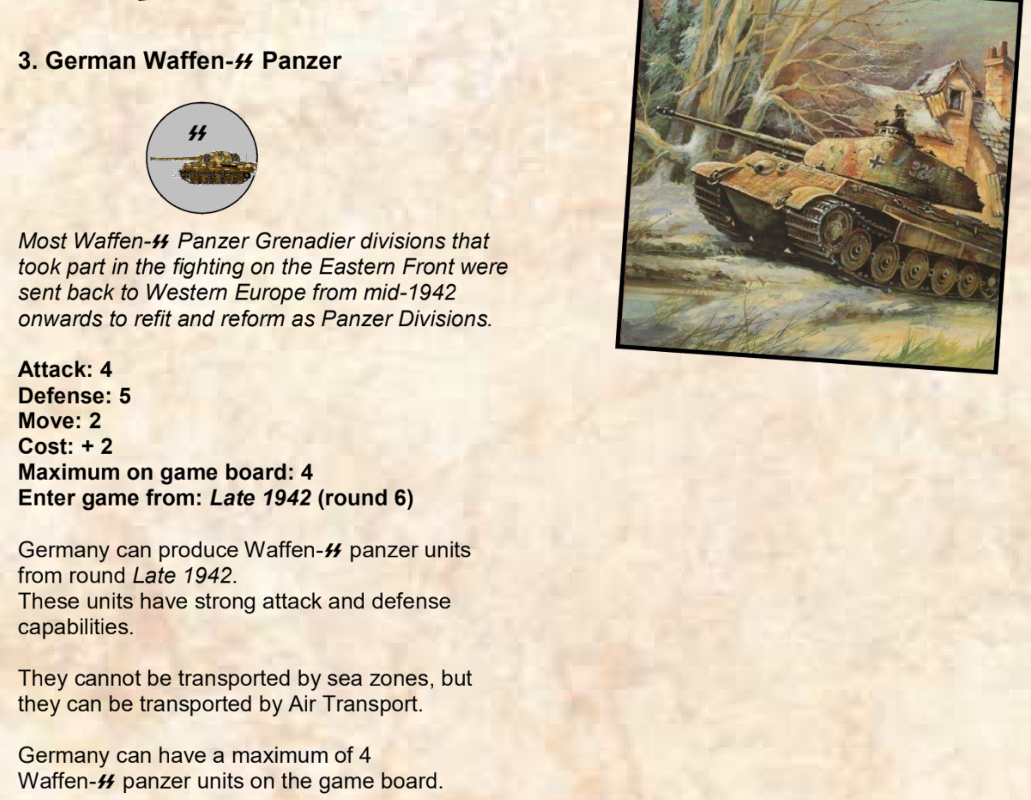 3. German Waffen-SS Panzer
SS
Most Waffen-SS Panzer Grenadier divisions that
took part in the fighting on the Eastern Front were
sent back to Western Europe from mid-1942
onwards to refit and reform as Panzer Divisions.
Attack: 4
Defense: 5
Move: 2
Cost: + 2
Maximum on game board: 4
Enter game from: Late 1942 (round 6)
Germany can produce Waffen-SS panzer units
from round Late 1942.
These units have strong attack and defense
capabilities.
They cannot be transported by sea zones, but
they can be transported by Air Transport.
Germany can have a maximum of 4
Waffen-SS panzer units on the game board.